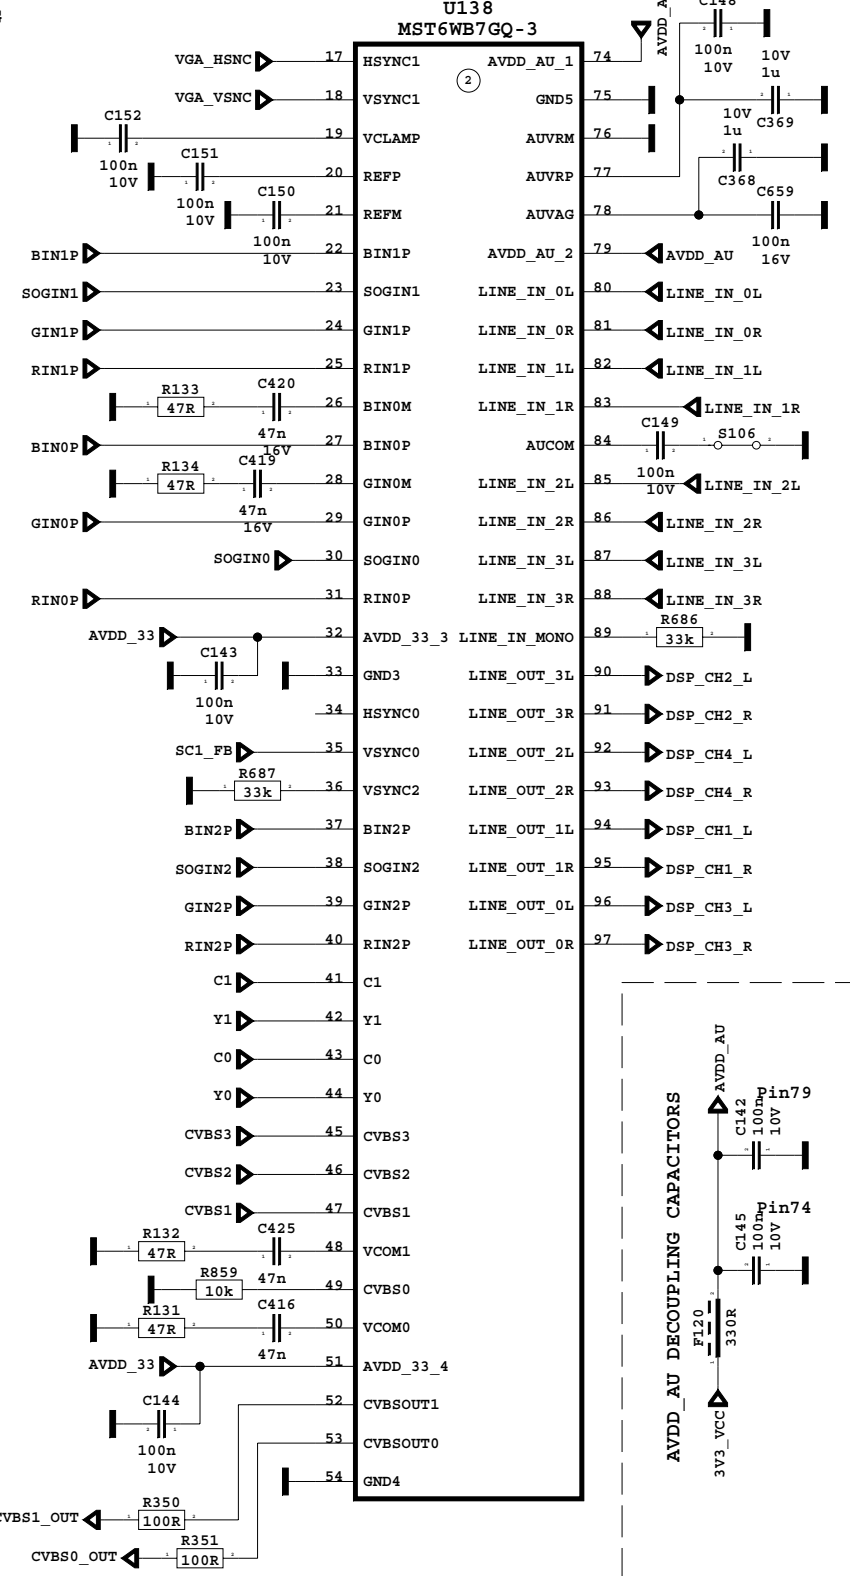 U138
MST6WB7GQ-3
2
VGA_HSNC 17 HSYNC1
VGA_VSNC 18 VSYNC1
C152 100n 10V 19 VCLAMP
C151 100n 10V 20 REFP
C150 100n 10V 21 REFM
BIN1P 22 BIN1P
SOGIN1 23 SOGIN1
GIN1P 24 GIN1P
RIN1P 25 RIN1P
R133 47R C420 47n 16V 26 BIN0M
BIN0P 27 BIN0P
R134 47R C419 47n 16V 28 GIN0M
GIN0P 29 GIN0P
SOGIN0 30 SOGIN0
RIN0P 31 RIN0P
AVDD_33 32 AVDD_33_3
C143 100n 10V 33 GND3
34 HSYNC0
SC1_FB 35 VSYNC0
R687 33k 36 VSYNC2
BIN2P 37 BIN2P
SOGIN2 38 SOGIN2
GIN2P 39 GIN2P
RIN2P 40 RIN2P
C1 41 C1
Y1 42 Y1
C0 43 C0
Y0 44 Y0
CVBS3 45 CVBS3
CVBS2 46 CVBS2
CVBS1 47 CVBS1
R132 47R C425 47n 48 VCOM1
R859 10k 49 CVBS0
R131 47R C416 47n 50 VCOM0
AVDD_33 51 AVDD_33_4
C144 100n 10V
52 CVBSOUT1
53 CVBSOUT0
54 GND4
R350 100R
VBS1_OUT
R351 100R
CVBS0_OUT
AVDD_AU_1 74 AVDD_A
C148 100n 10V
GND5 75
10V 1u C369
AUVRM 76
10V 1u C368
AUVRP 77
AUVAG 78 C659 100n 16V
AVDD_AU_2 79 AVDD_AU
LINE_IN_0L 80 LINE_IN_0L
LINE_IN_0R 81 LINE_IN_0R
LINE_IN_1L 82 LINE_IN_1L
LINE_IN_1R 83 LINE_IN_1R
AUCOM 84 C149 100n 10V S106
LINE_IN_2L 85 LINE_IN_2L
LINE_IN_2R 86 LINE_IN_2R
LINE_IN_3L 87 LINE_IN_3L
LINE_IN_3R 88 LINE_IN_3R
LINE_IN_MONO 89 R686 33k
LINE_OUT_3L 90 DSP_CH2_L
LINE_OUT_3R 91 DSP_CH2_R
LINE_OUT_2L 92 DSP_CH4_L
LINE_OUT_2R 93 DSP_CH4_R
LINE_OUT_1L 94 DSP_CH1_L
LINE_OUT_1R 95 DSP_CH1_R
LINE_OUT_0L 96 DSP_CH3_L
LINE_OUT_0R 97 DSP_CH3_R
AVDD_AU DECOUPLING CAPACITORS
AVDD_AU
C142 100n 10V Pin79
C145 100n 10V Pin74
F120 330R
3V3_VCC